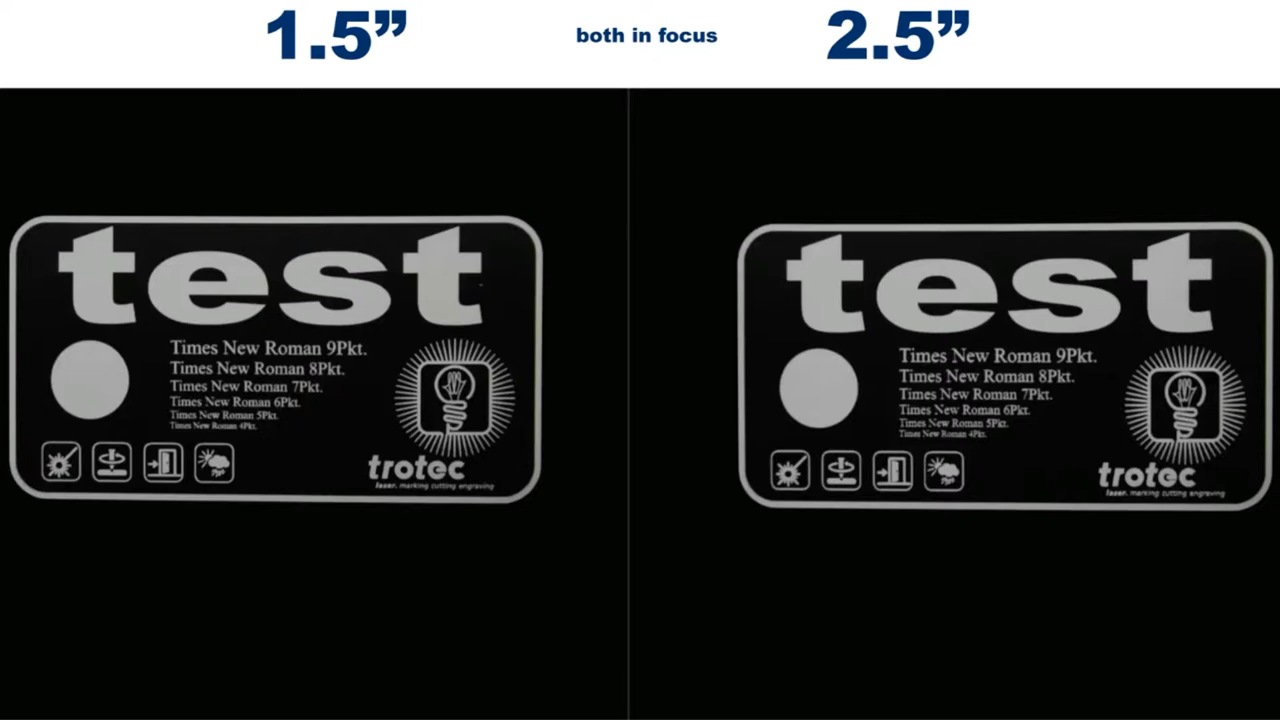 1.5”
both in focus
2.5”
test
Times New Roman 9Pkt.
Times New Roman 8Pkt.
Times New Roman 7Pkt.
Times New Roman 6Pkt.
Times New Roman 5Pkt.
Times New Roman 4Pkt.
trotec
laser. marking cutting engraving
test
Times New Roman 9Pkt.
Times New Roman 8Pkt.
Times New Roman 7Pkt.
Times New Roman 6Pkt.
Times New Roman 5Pkt.
Times New Roman 4Pkt.
trotec
laser. marking cutting engraving